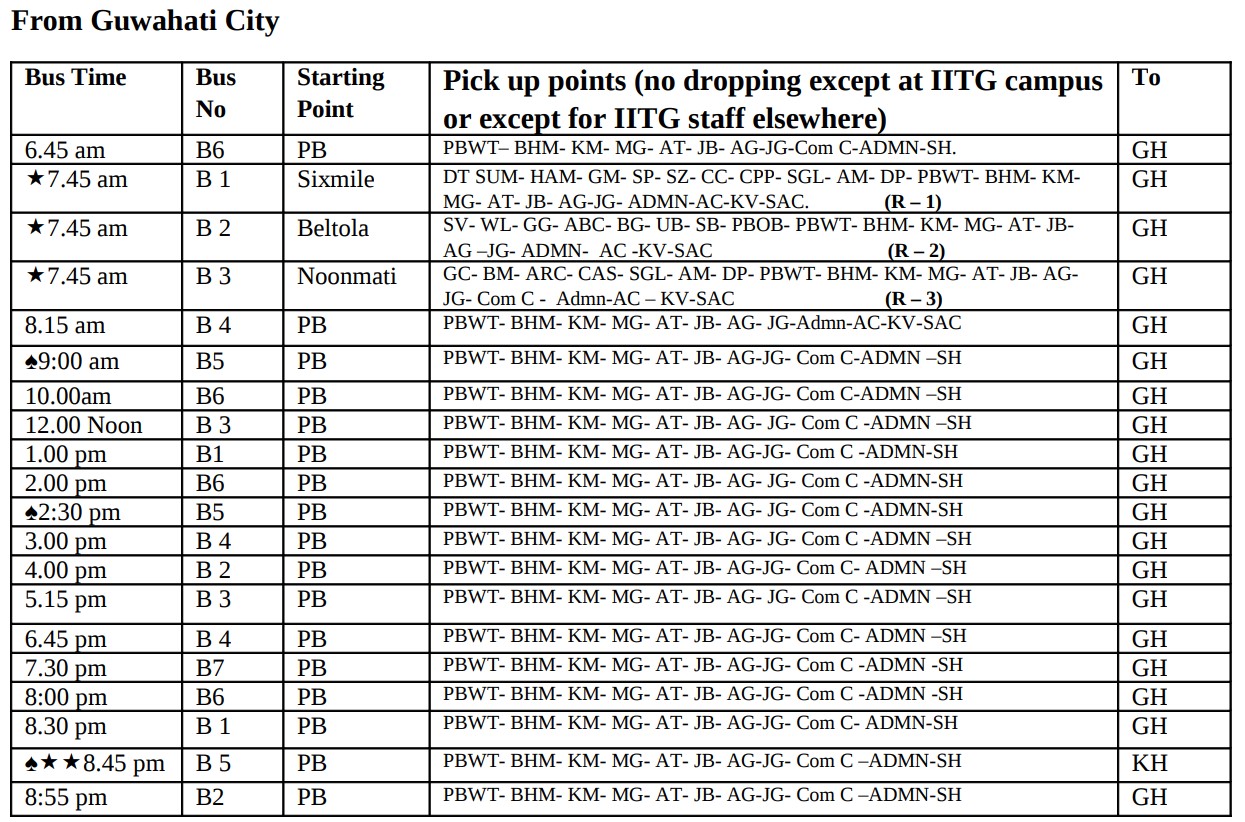 From Guwahati City
Bus Time Bus No Starting Point Pick up points (no dropping except at IITG campus or except for IITG staff elsewhere) To
6.45 am B6 PB PBWT– BHM- KM- MG- AT- JB- AG-JG-Com C-ADMN-SH. GH
★7.45 am B 1 Sixmile DT SUM- HAM- GM- SP- SZ- CC- CPP- SGL- AM- DP- PBWT- BHM- KM- GH
MG- AT- JB- AG-JG- ADMN-AC-KV-SAC. (R – 1)
★7.45 am B 2 Beltola SV- WL- GG- ABC- BG- UB- SB- PBOB- PBWT- BHM- KM- MG- AT- JB- GH
AG –JG- ADMN- AC -KV-SAC (R – 2)
★7.45 am B 3 Noonmati GC- BM- ARC- CAS- SGL- AM- DP- PBWT- BHM- KM- MG- AT- JB- AG- GH
JG- Com C - Admn-AC – KV-SAC (R – 3)
8.15 am B 4 PB PBWT- BHM- KM- MG- AT- JB- AG- JG-Admn-AC-KV-SAC GH
♠9:00 am B5 PB PBWT- BHM- KM- MG- AT- JB- AG-JG- Com C-ADMN –SH GH
10.00am B6 PB PBWT- BHM- KM- MG- AT- JB- AG-JG- Com C-ADMN –SH GH
12.00 Noon B 3 PB PBWT- BHM- KM- MG- AT- JB- AG- JG- Com C -ADMN –SH GH
1.00 pm B1 PB PBWT- BHM- KM- MG- AT- JB- AG-JG- Com C -ADMN-SH GH
2.00 pm B6 PB PBWT- BHM- KM- MG- AT- JB- AG- JG- Com C -ADMN-SH GH
♠2:30 pm B5 PB PBWT- BHM- KM- MG- AT- JB- AG- JG- Com C -ADMN-SH GH
3.00 pm B 4 PB PBWT- BHM- KM- MG- AT- JB- AG- JG- Com C -ADMN –SH GH
4.00 pm B 2 PB PBWT- BHM- KM- MG- AT- JB- AG-JG- Com C- ADMN –SH GH
5.15 pm B 3 PB PBWT- BHM- KM- MG- AT- JB- AG- JG- Com C -ADMN –SH GH
6.45 pm B 4 PB PBWT- BHM- KM- MG- AT- JB- AG-JG- Com C- ADMN –SH GH
7.30 pm B7 PB PBWT- BHM- KM- MG- AT- JB- AG-JG- Com C -ADMN -SH GH
8:00 pm B6 PB PBWT- BHM- KM- MG- AT- JB- AG-JG- Com C -ADMN -SH GH
8.30 pm B 1 PB PBWT- BHM- KM- MG- AT- JB- AG-JG- Com C- ADMN-SH GH
♠★★8.45 pm B 5 PB PBWT- BHM- KM- MG- AT- JB- AG-JG- Com C –ADMN-SH KH
8:55 pm B2 PB PBWT- BHM- KM- MG- AT- JB- AG-JG- Com C –ADMN-SH GH